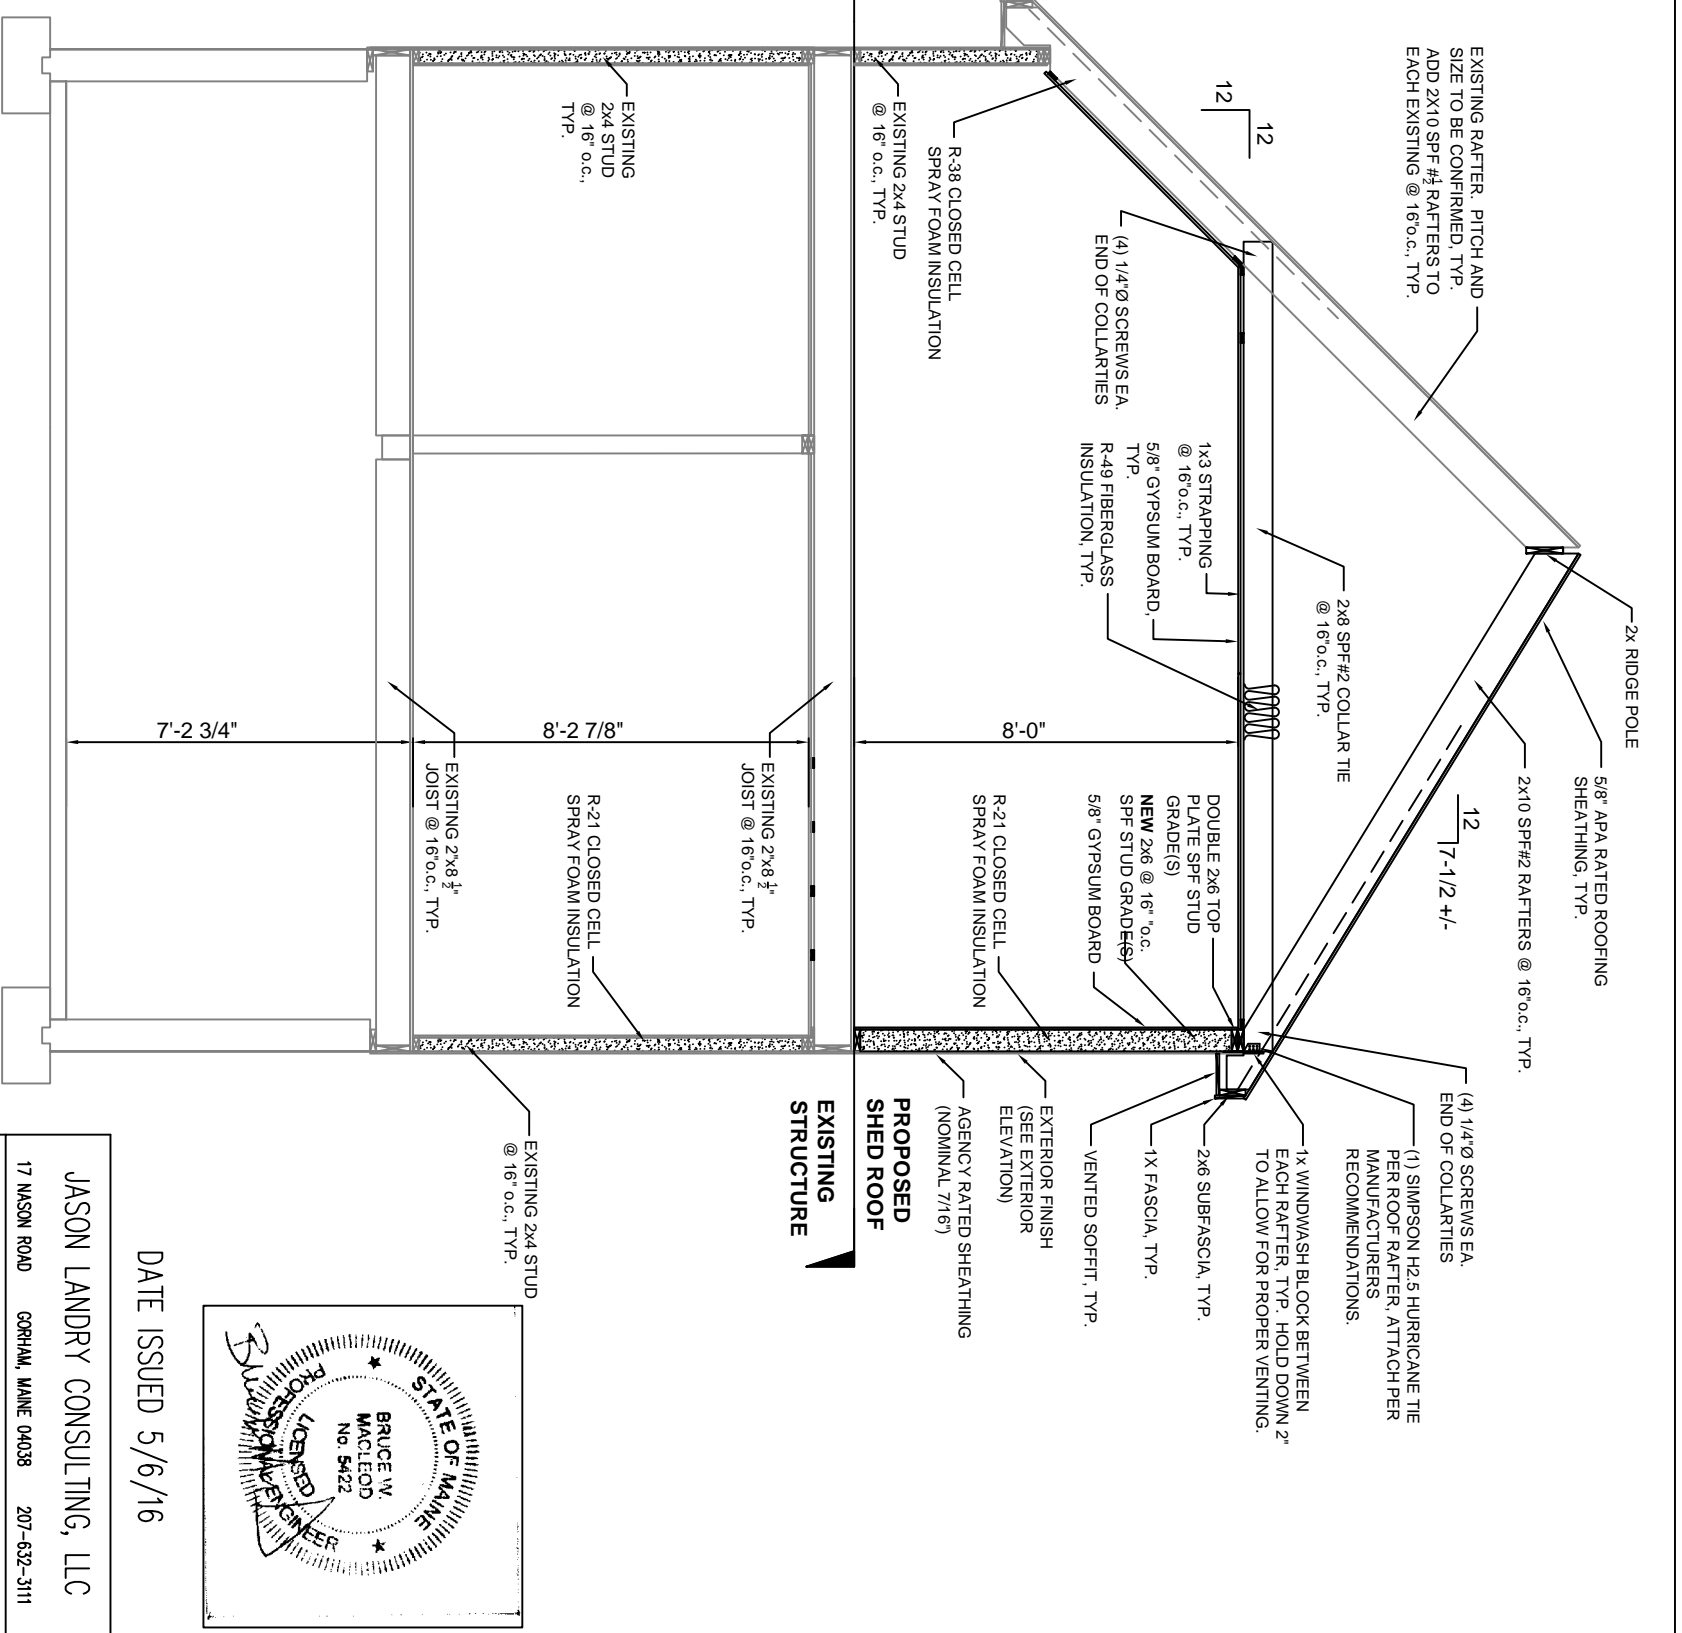 EXISTING RAFTER. PITCH AND
SIZE TO BE CONFIRMED, TYP.
ADD 2X10 SPF #½ RAFTERS TO
EACH EXISTING @ 16"o.c., TYP.
12
12
2x RIDGE POLE
5/8" APA RATED ROOFING
SHEATHING, TYP.
2x10 SPF#2 RAFTERS @ 16"o.c., TYP.
12
7-1/2 +/-
R-38 CLOSED CELL
SPRAY FOAM INSULATION
(4) 1/4"Ø SCREWS EA.
END OF COLLARTIES
2x8 SPF#2 COLLAR TIE
@ 16"o.c., TYP.
1x3 STRAPPING
@ 16"o.c., TYP.
5/8" GYPSUM BOARD,
TYP.
R-49 FIBERGLASS
INSULATION, TYP.
8'-0"
DOUBLE 2x6 TOP
PLATE SPF STUD
GRADE(S)
NEW 2x6 @ 16" "o.c.
SPF STUD GRADE(S)
5/8" GYPSUM BOARD
R-21 CLOSED CELL
SPRAY FOAM INSULATION
(4) 1/4"Ø SCREWS EA.
END OF COLLARTIES
(1) SIMPSON H2.5 HURRICANE TIE
PER ROOF RAFTER, ATTACH PER
MANUFACTURERS
RECOMMENDATIONS.
1x WINDWASH BLOCK BETWEEN
EACH RAFTER, TYP. HOLD DOWN 2"
TO ALLOW FOR PROPER VENTING.
2x6 SUBFASCIA, TYP.
1X FASCIA, TYP.
VENTED SOFFIT, TYP.
EXTERIOR FINISH
(SEE EXTERIOR
ELEVATION)
AGENCY RATED SHEATHING
(NOMINAL 7/16")
PROPOSED
SHED ROOF
EXISTING
STRUCTURE
EXISTING 2x4 STUD
@ 16" o.c., TYP.
EXISTING
2x4 STUD
@ 16" o.c.,
TYP.
8'-2 7/8"
EXISTING 2"x8½"
JOIST @ 16"o.c., TYP.
R-21 CLOSED CELL
SPRAY FOAM INSULATION
EXISTING 2"x8½"
JOIST @ 16"o.c., TYP.
EXISTING 2x4 STUD
@ 16" o.c., TYP.
7'-2 3/4"
STATE OF MAINE
BRUCE W.
MACLEOD
No. 5422
LICENSED
PROFESSIONAL ENGINEER
DATE ISSUED 5/6/16
JASON LANDRY CONSULTING, LLC
17 NASON ROAD GORHAM, MAINE 04038 207-632-3111